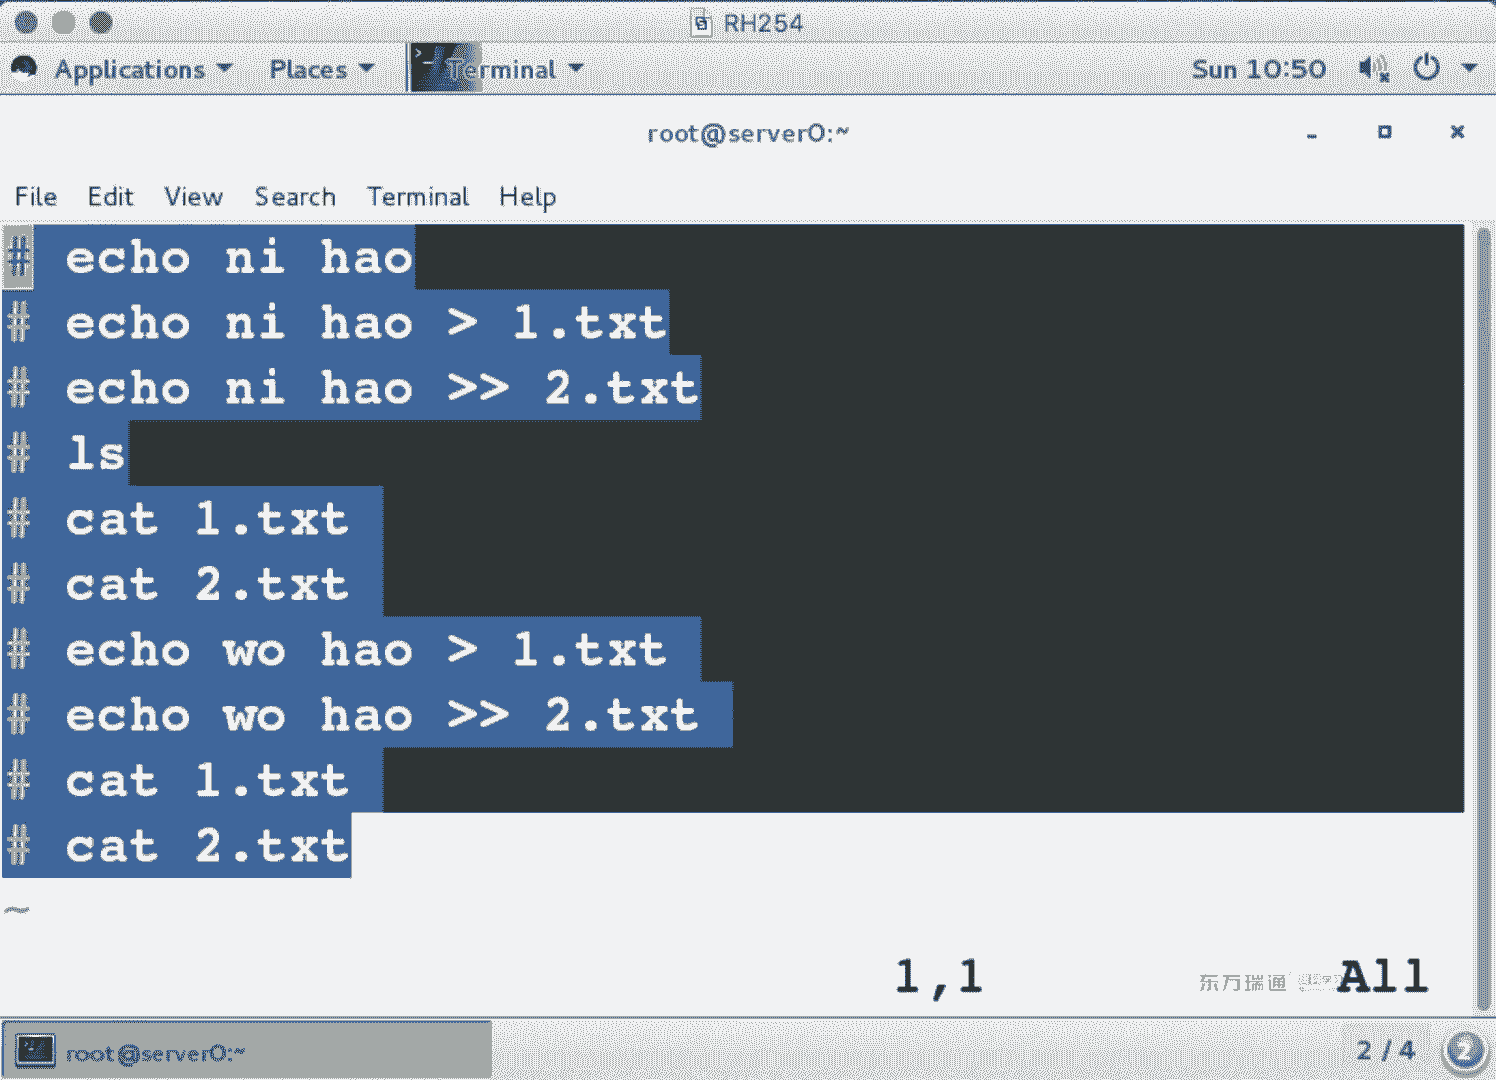 RH254
Applications Places Terminal Sun 10:50
root@server0:~
File Edit View Search Terminal Help
# echo ni hao
# echo ni hao > 1.txt
# echo ni hao >> 2.txt
# ls
# cat 1.txt
# cat 2.txt
# echo wo hao > 1.txt
# echo wo hao >> 2.txt
# cat 1.txt
# cat 2.txt
~
1,1 All
东万瑞通
root@server0:~ 2 / 4 2